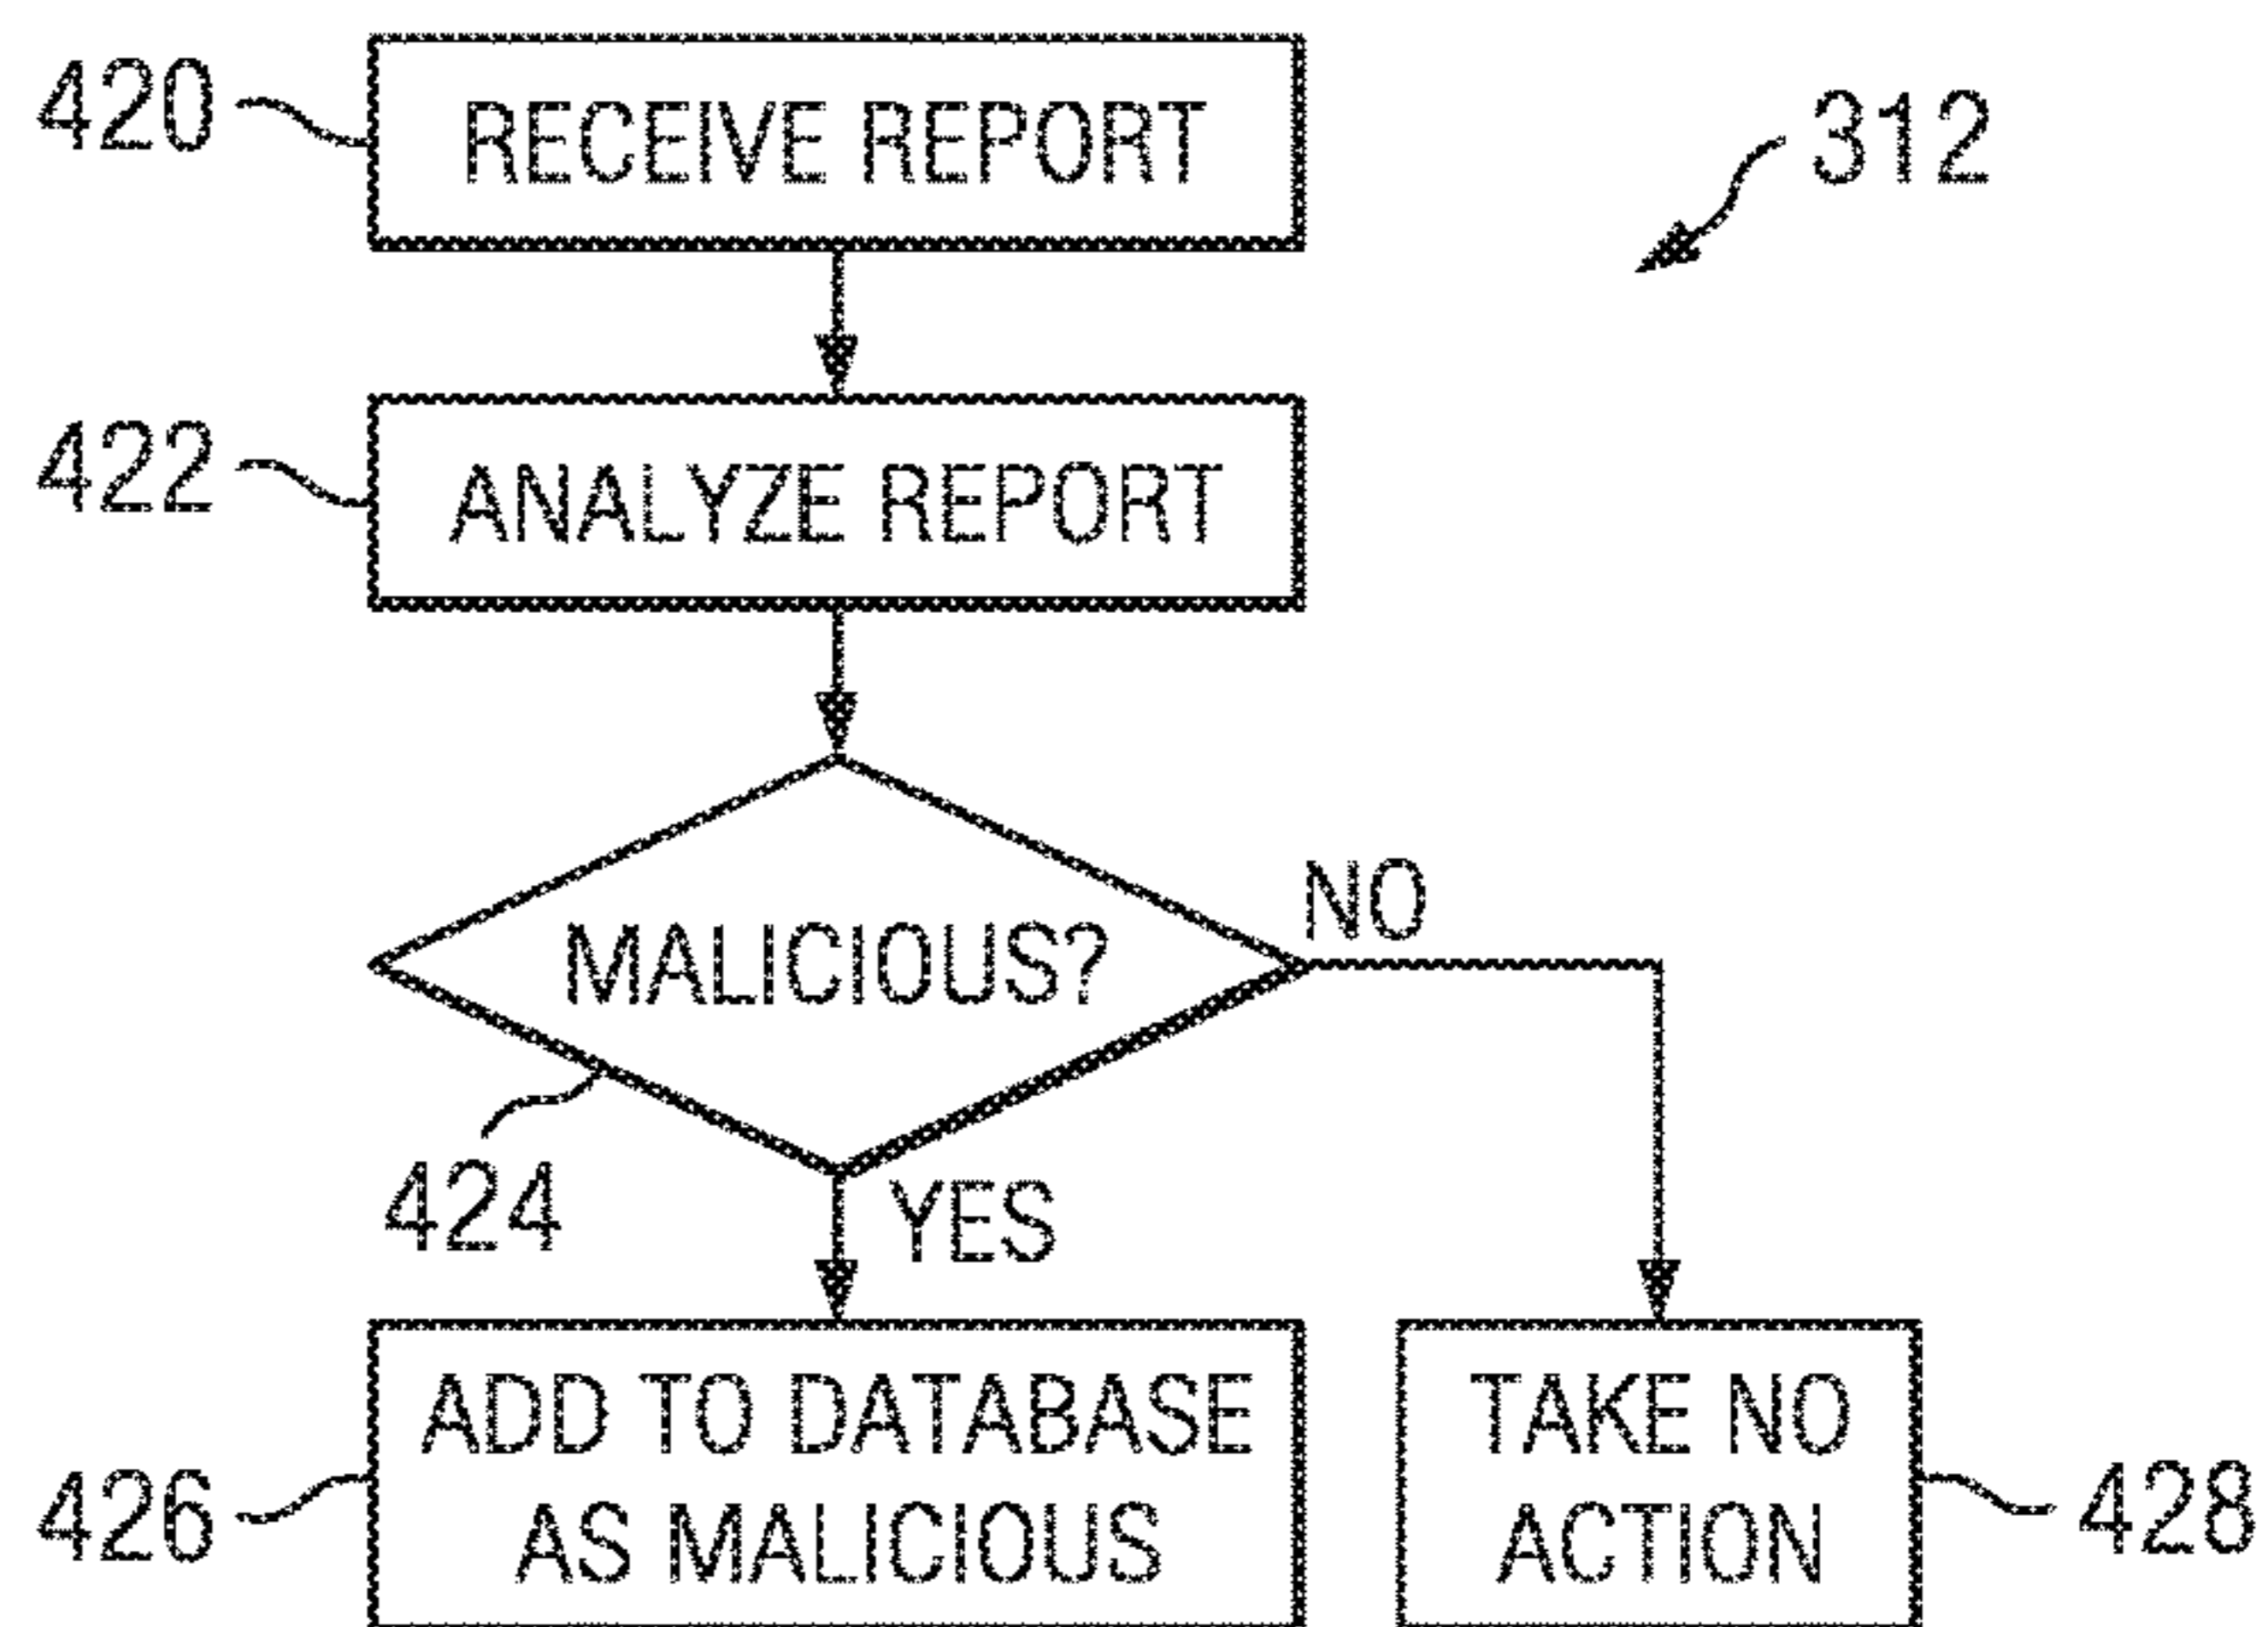 420
RECEIVE REPORT
312
422
ANALYZE REPORT
MALICIOUS?
NO
424
YES
426
ADD TO DATABASE
AS MALICIOUS
TAKE NO
ACTION
428